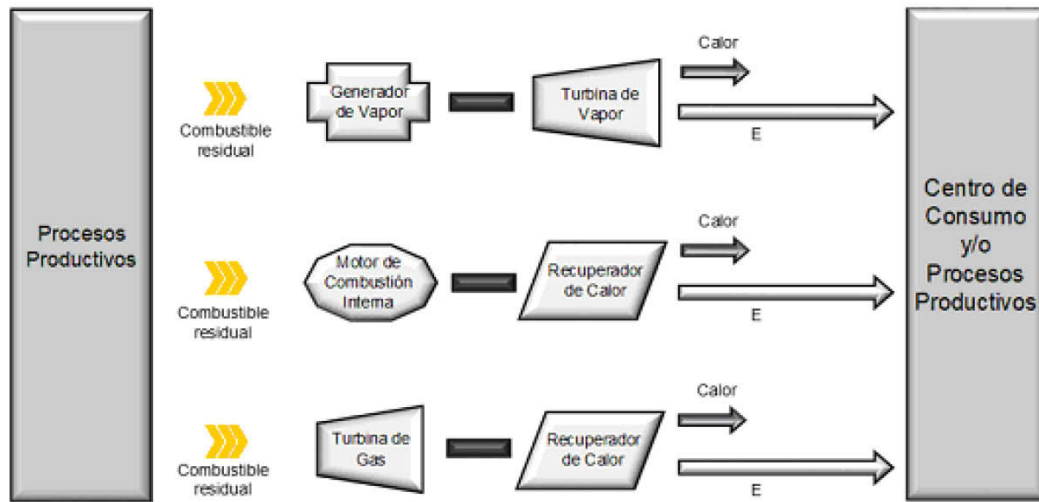 Procesos
Productivos
Combustible
residual
Generador
de Vapor
Turbina de
Vapor
Calor
E
Combustible
residual
Motor de
Combustión
Interna
Recuperador
de Calor
Calor
E
Combustible
residual
Turbina de
Gas
Recuperador
de Calor
Calor
E
Centro de
Consumo
y/o
Procesos
Productivos